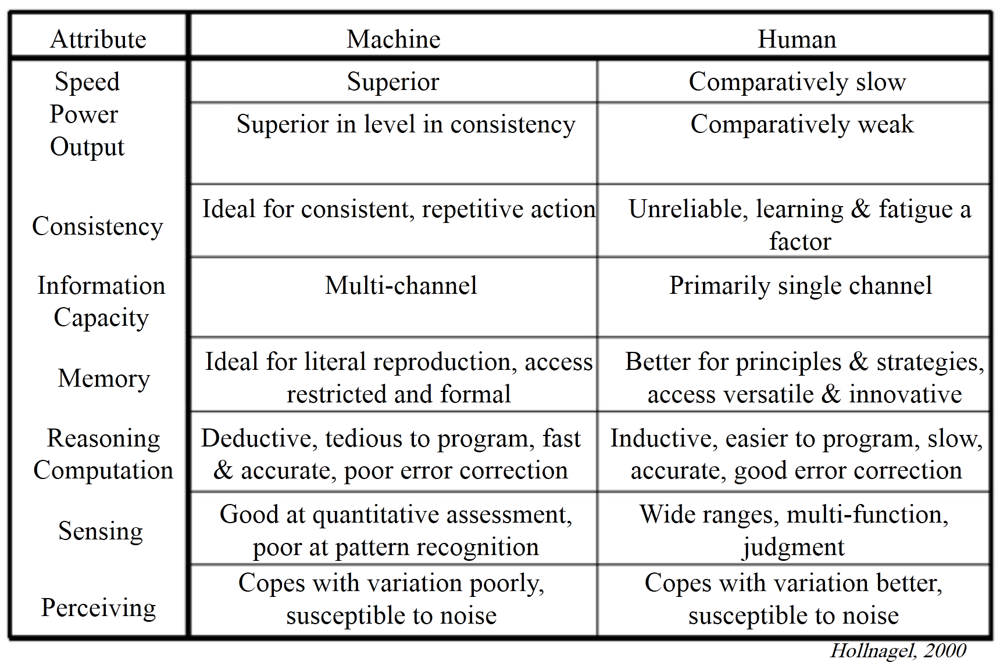 Attribute
Machine
Human
Speed
Superior
Comparatively slow
Power
Output
Superior in level in consistency
Comparatively weak
Consistency
Ideal for consistent, repetitive action
Unreliable, learning & fatigue a
factor
Information
Capacity
Multi-channel
Primarily single channel
Memory
Ideal for literal reproduction, access
restricted and formal
Better for principles & strategies,
access versatile & innovative
Reasoning
Computation
Deductive, tedious to program, fast
& accurate, poor error correction
Inductive, easier to program, slow,
accurate, good error correction
Sensing
Good at quantitative assessment,
poor at pattern recognition
Wide ranges, multi-function,
judgment
Perceiving
Copes with variation poorly,
susceptible to noise
Copes with variation better,
susceptible to noise
Hollnagel, 2000